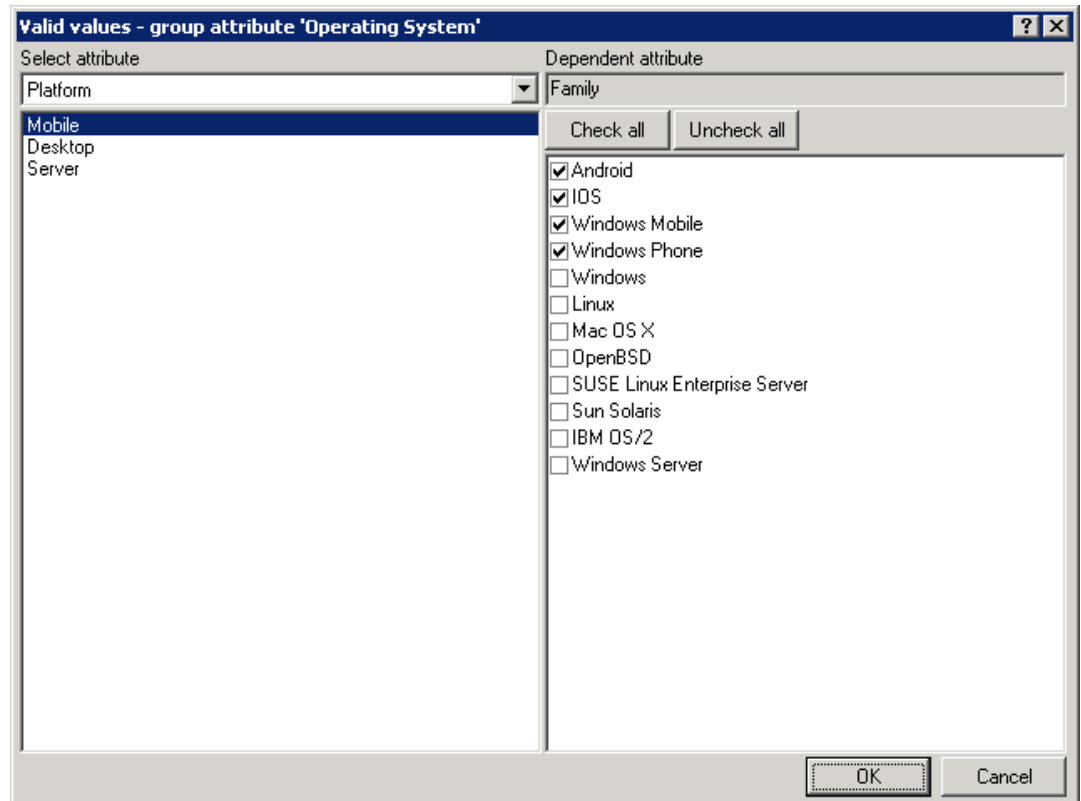 Valid values - group attribute 'Operating System'
Select attribute
Dependent attribute
Platform
Family
Mobile
Desktop
Server
Check all
Uncheck all
Android
IOS
Windows Mobile
Windows Phone
Windows
Linux
Mac OS X
OpenBSD
SUSE Linux Enterprise Server
Sun Solaris
IBM OS/2
Windows Server
OK
Cancel